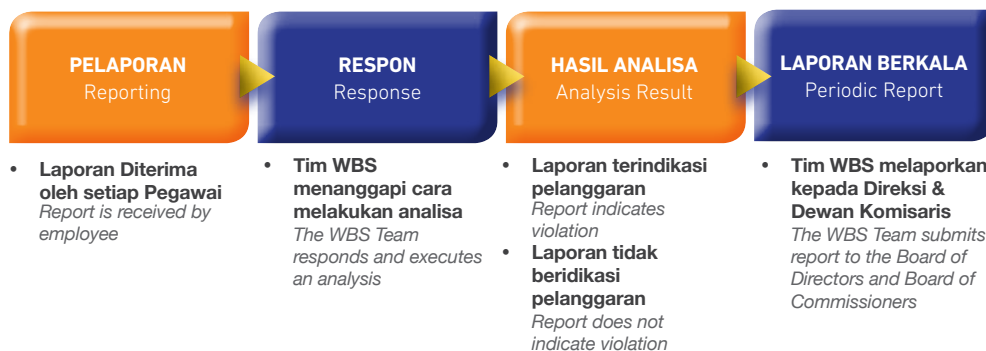 PELAPORAN
Reporting
RESPON
Response
HASIL ANALISA
Analysis Result
LAPORAN BERKALA
Periodic Report
• Laporan Diterima
oleh setiap Pegawai
Report is received by
employee
• Tim WBS
menanggapi cara
melakukan analisa
The WBS Team
responds and executes
an analysis
• Laporan terindikasi
pelanggaran
Report indicates
violation
• Laporan tidak
beridikasi
pelanggaran
Report does not
indicate violation
• Tim WBS melaporkan
kepada Direksi &
Dewan Komisaris
The WBS Team submits
report to the Board of
Directors and Board of
Commissioners